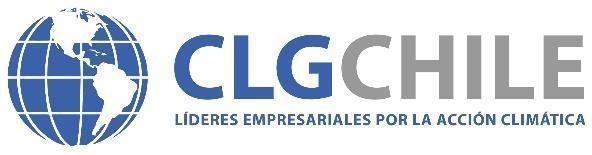 CLGCHILE
LÍDERES EMPRESARIALES POR LA ACCIÓN CLIMÁTICA